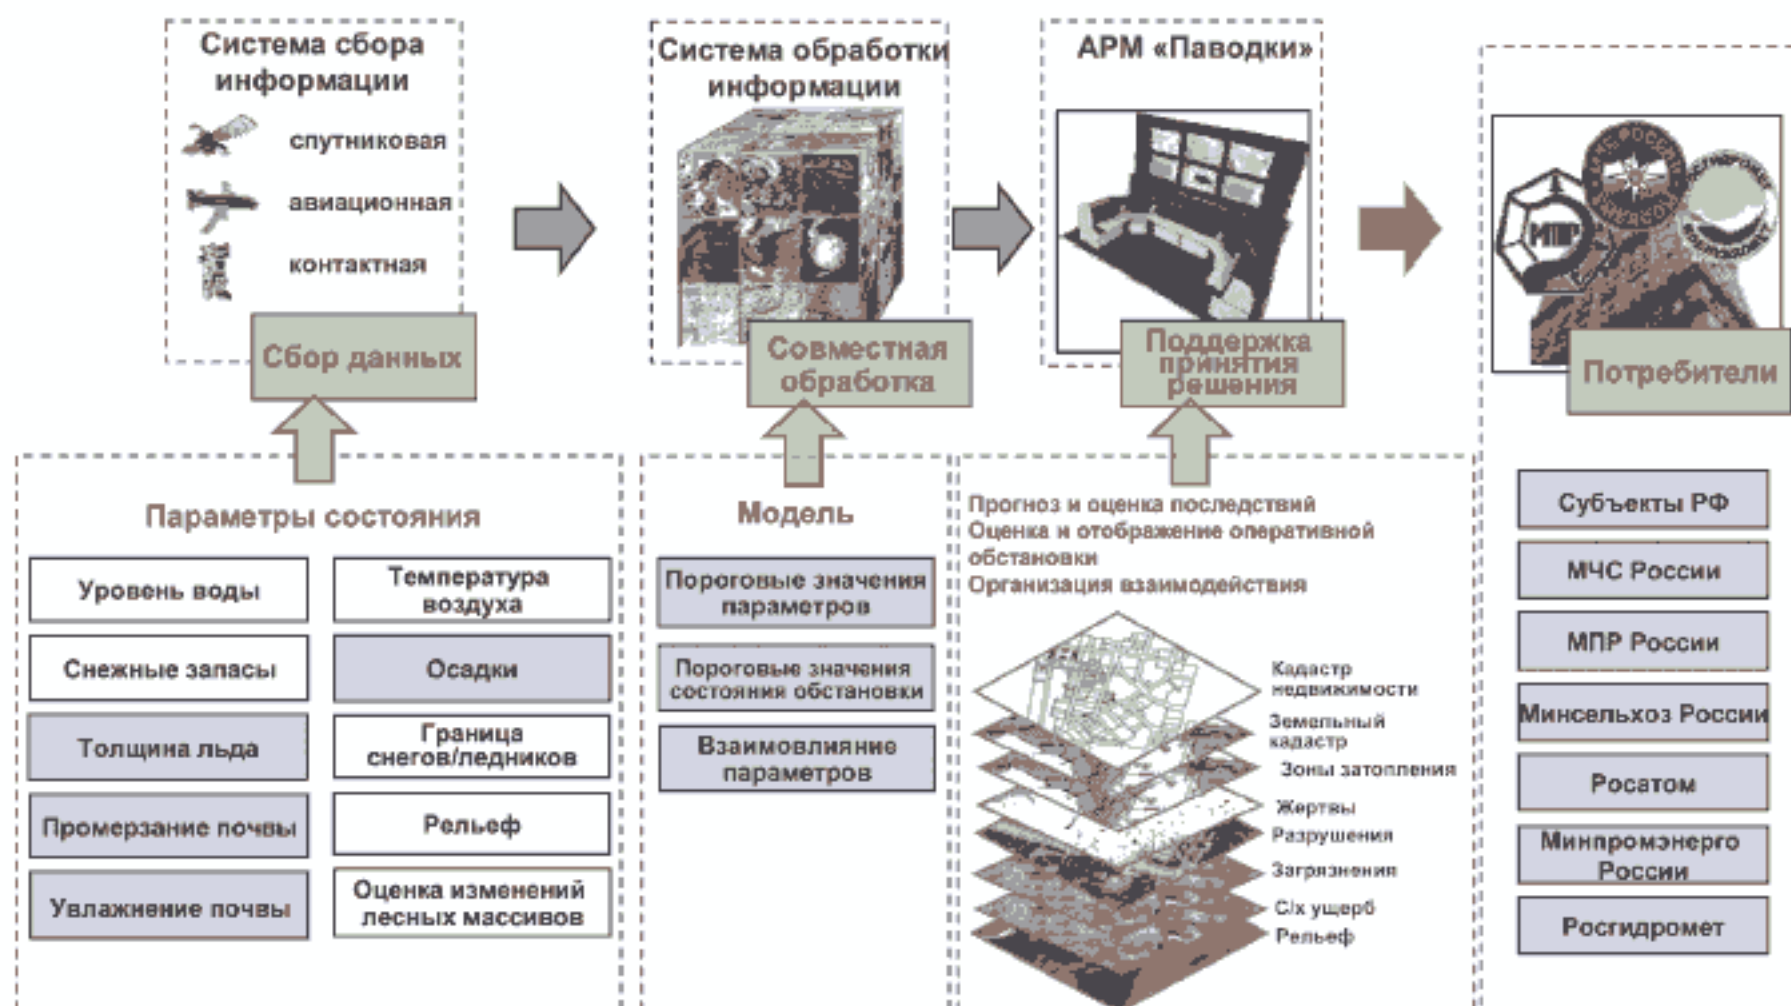 Система сбора
информации
спутниковая
авиационная
контактная
Сбор данных
Система обработки
информации
Совместная
обработка
АРМ «Паводки»
Поддержка
принятия
решения
МПР
Потребители
Параметры состояния
Уровень воды
Температура
воздуха
Снежные запасы
Осадки
Толщина льда
Граница
снегов/ледников
Промерзание почвы
Рельеф
Увлажнение почвы
Оценка изменений
лесных массивов
Модель
Пороговые значения
параметров
Пороговые значения
состояния обстановки
Взаимовлияние
параметров
Прогноз и оценка последствий
Оценка и отображение оперативной
обстановки
Организация взаимодействия
Кадастр
недвижимости
Земельный
кадастр
Зоны затопления
Жертвы
Разрушения
Загрязнения
С/х ущерб
Рельеф
Субъекты РФ
МЧС России
МПР России
Минсельхоз России
Росатом
Минпромэнерго
России
Росгидромет